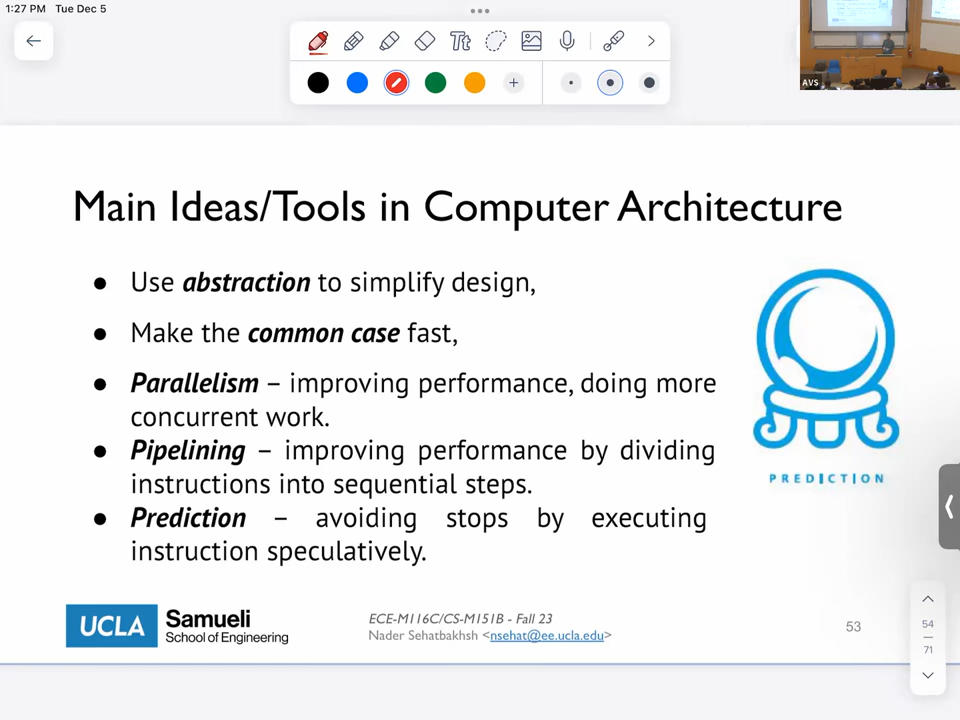 1:27 PM Tue Dec 5
Tt
AVS
Main Ideas/Tools in Computer Architecture
● Use abstraction to simplify design,
● Make the common case fast,
● Parallelism – improving performance, doing more
concurrent work.
● Pipelining – improving performance by dividing
instructions into sequential steps.
● Prediction – avoiding stops by executing
instruction speculatively.
PREDICTION
UCLA Samueli
School of Engineering
ECE-M116C/CS-M151B - Fall 23
Nader Sehatbakhsh <nsehat@ee.ucla.edu>
53
54
71